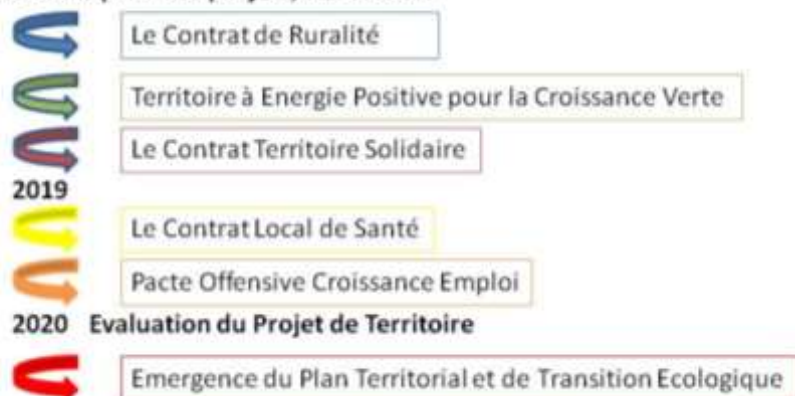 Le Contrat de Ruralité
Territoire à Energie Positive pour la Croissance Verte
Le Contrat Territoire Solidaire
2019
Le Contrat Local de Santé
Pacte Offensive Croissance Emploi
2020 Evaluation du Projet de Territoire
Emergence du Plan Territorial et de Transition Ecologique